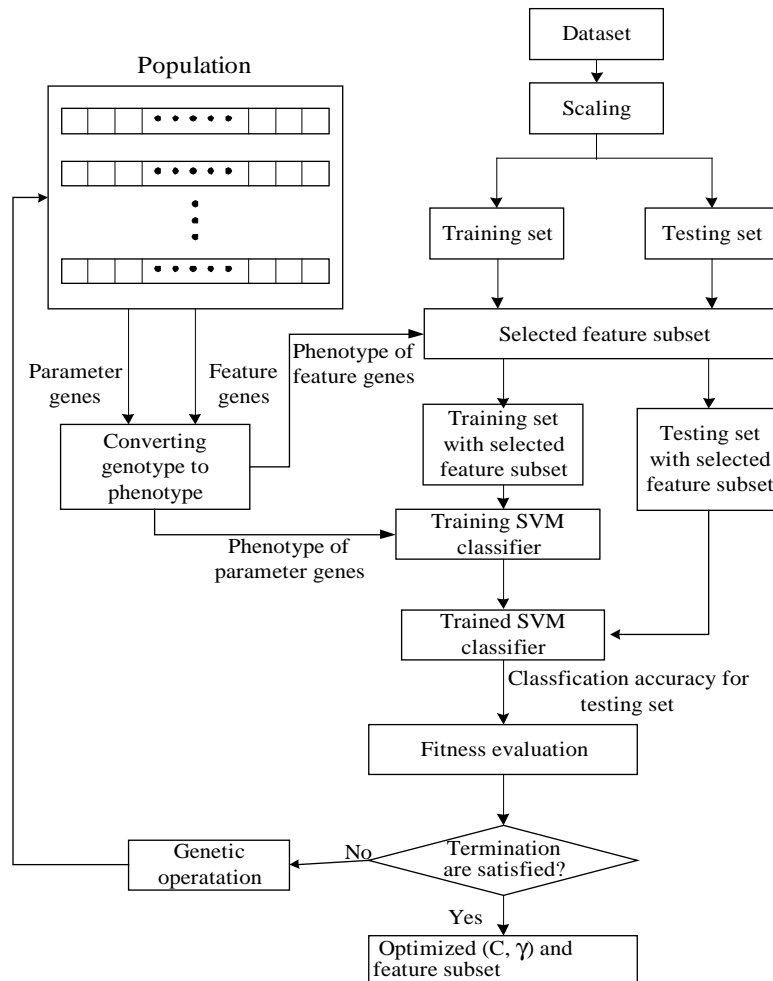 Dataset
Population
Scaling
Training set
Testing set
Selected feature subset
Parameter
genes
Feature
genes
Phenotype of
feature genes
Converting
genotype to
phenotype
Training set
with selected
feature subset
Testing set
with selected
feature subset
Training SVM
classifier
Phenotype of
parameter genes
Trained SVM
classifier
Classfication accuracy for
testing set
Fitness evaluation
Termination
are satisfied?
No
Genetic
operatation
Yes
Optimized (C, γ) and
feature subset